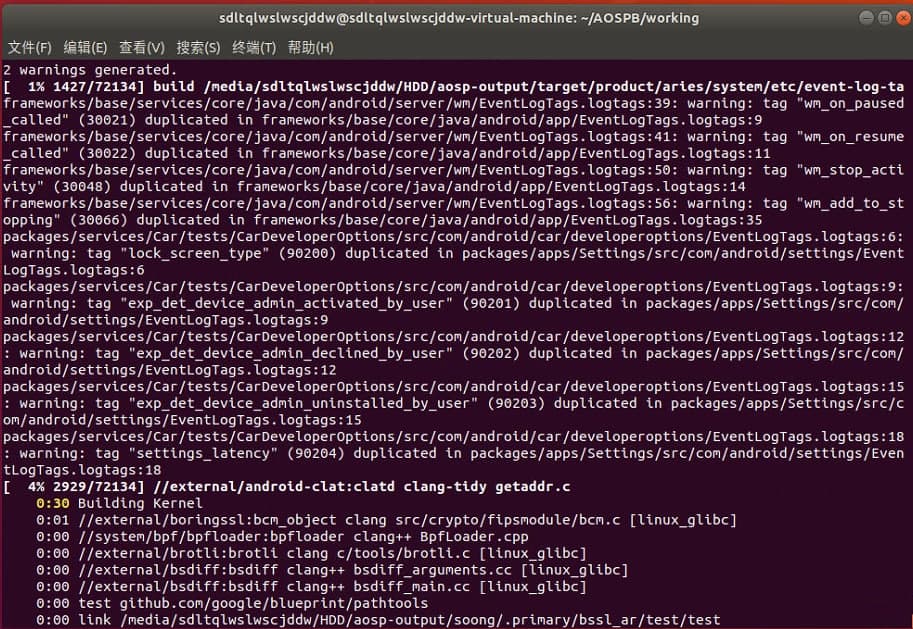 sdltqlwslwscjddw@sdltqlwslwscjddw-virtual-machine: ~/AOSPB/working
文件(F) 编辑(E) 查看(V) 搜索(S) 终端(T) 帮助(H)
2 warnings generated.
[  1% 1427/72134] build /media/sdltqlwslwscjddw/HDD/aosp-output/target/product/aries/system/etc/event-log-ta
frameworks/base/services/core/java/com/android/server/wm/EventLogTags.logtags:39: warning: tag "wm_on_paused
_called" (30021) duplicated in frameworks/base/core/java/android/app/EventLogTags.logtags:9
frameworks/base/services/core/java/com/android/server/wm/EventLogTags.logtags:41: warning: tag "wm_on_resume
_called" (30022) duplicated in frameworks/base/core/java/android/app/EventLogTags.logtags:11
frameworks/base/services/core/java/com/android/server/wm/EventLogTags.logtags:50: warning: tag "wm_stop_acti
vity" (30048) duplicated in frameworks/base/core/java/android/app/EventLogTags.logtags:14
frameworks/base/services/core/java/com/android/server/wm/EventLogTags.logtags:56: warning: tag "wm_add_to_st
opping" (30066) duplicated in frameworks/base/core/java/android/app/EventLogTags.logtags:35
packages/services/Car/tests/CarDeveloperOptions/src/com/android/car/developeroptions/EventLogTags.logtags:6:
 warning: tag "lock_screen_type" (90200) duplicated in packages/apps/Settings/src/com/android/settings/Event
LogTags.logtags:6
packages/services/Car/tests/CarDeveloperOptions/src/com/android/car/developeroptions/EventLogTags.logtags:9:
 warning: tag "exp_det_device_admin_activated_by_user" (90201) duplicated in packages/apps/Settings/src/com/
android/settings/EventLogTags.logtags:9
packages/services/Car/tests/CarDeveloperOptions/src/com/android/car/developeroptions/EventLogTags.logtags:12
: warning: tag "exp_det_device_admin_declined_by_user" (90202) duplicated in packages/apps/Settings/src/com/
android/settings/EventLogTags.logtags:12
packages/services/Car/tests/CarDeveloperOptions/src/com/android/car/developeroptions/EventLogTags.logtags:15
: warning: tag "exp_det_device_admin_uninstalled_by_user" (90203) duplicated in packages/apps/Settings/src/c
om/android/settings/EventLogTags.logtags:15
packages/services/Car/tests/CarDeveloperOptions/src/com/android/car/developeroptions/EventLogTags.logtags:18
: warning: tag "settings_latency" (90204) duplicated in packages/apps/Settings/src/com/android/settings/Even
tLogTags.logtags:18
[  4% 2929/72134] //external/android-clat:clatd clang-tidy getaddr.c
    0:30 Building Kernel
    0:01 //external/boringssl:bcm_object clang src/crypto/fipsmodule/bcm.c [linux_glibc]
    0:00 //system/bpf/bpfloader:bpfloader clang++ BpfLoader.cpp
    0:00 //external/brotli:brotli clang c/tools/brotli.c [linux_glibc]
    0:00 //external/bsdiff:bsdiff clang++ bsdiff_arguments.cc [linux_glibc]
    0:00 //external/bsdiff:bsdiff clang++ bsdiff_main.cc [linux_glibc]
    0:00 test github.com/google/blueprint/pathtools
    0:00 link /media/sdltqlwslwscjddw/HDD/aosp-output/soong/.primary/bssl_ar/test/test